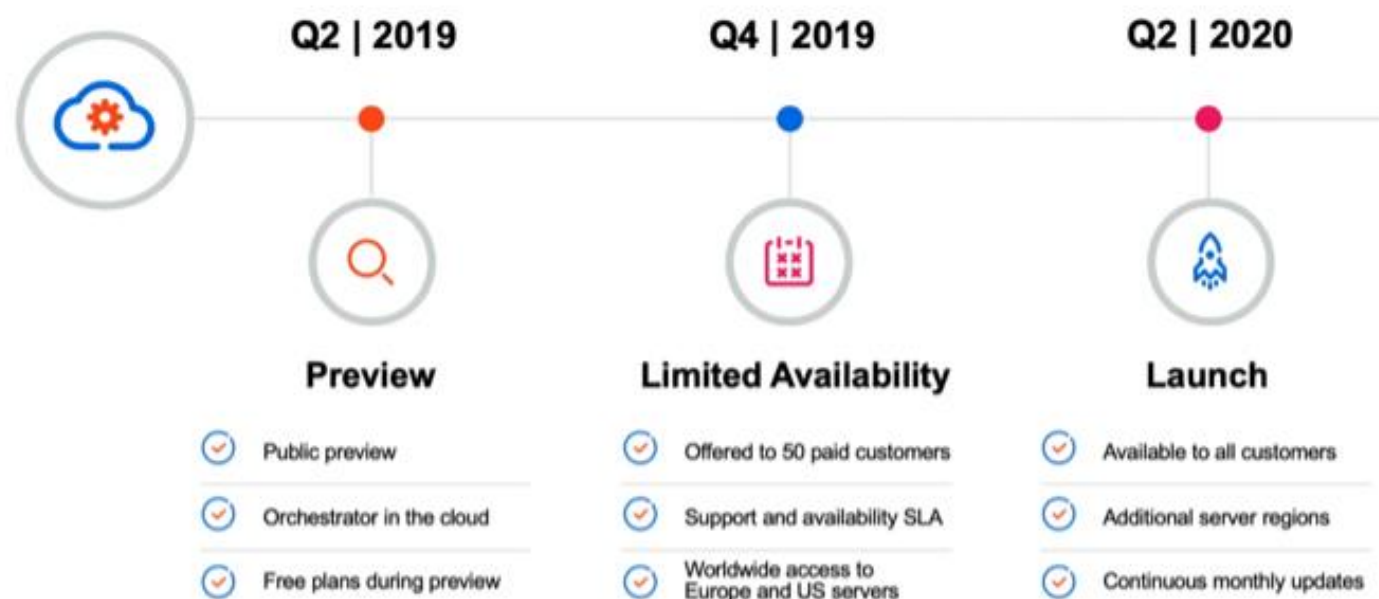 Q2 | 2019
Q4 | 2019
Q2 | 2020
Preview
Limited Availability
Launch
Public preview
Offered to 50 paid customers
Available to all customers
Orchestrator in the cloud
Support and availability SLA
Additional server regions
Free plans during preview
Worldwide access to
Europe and US servers
Continuous monthly updates